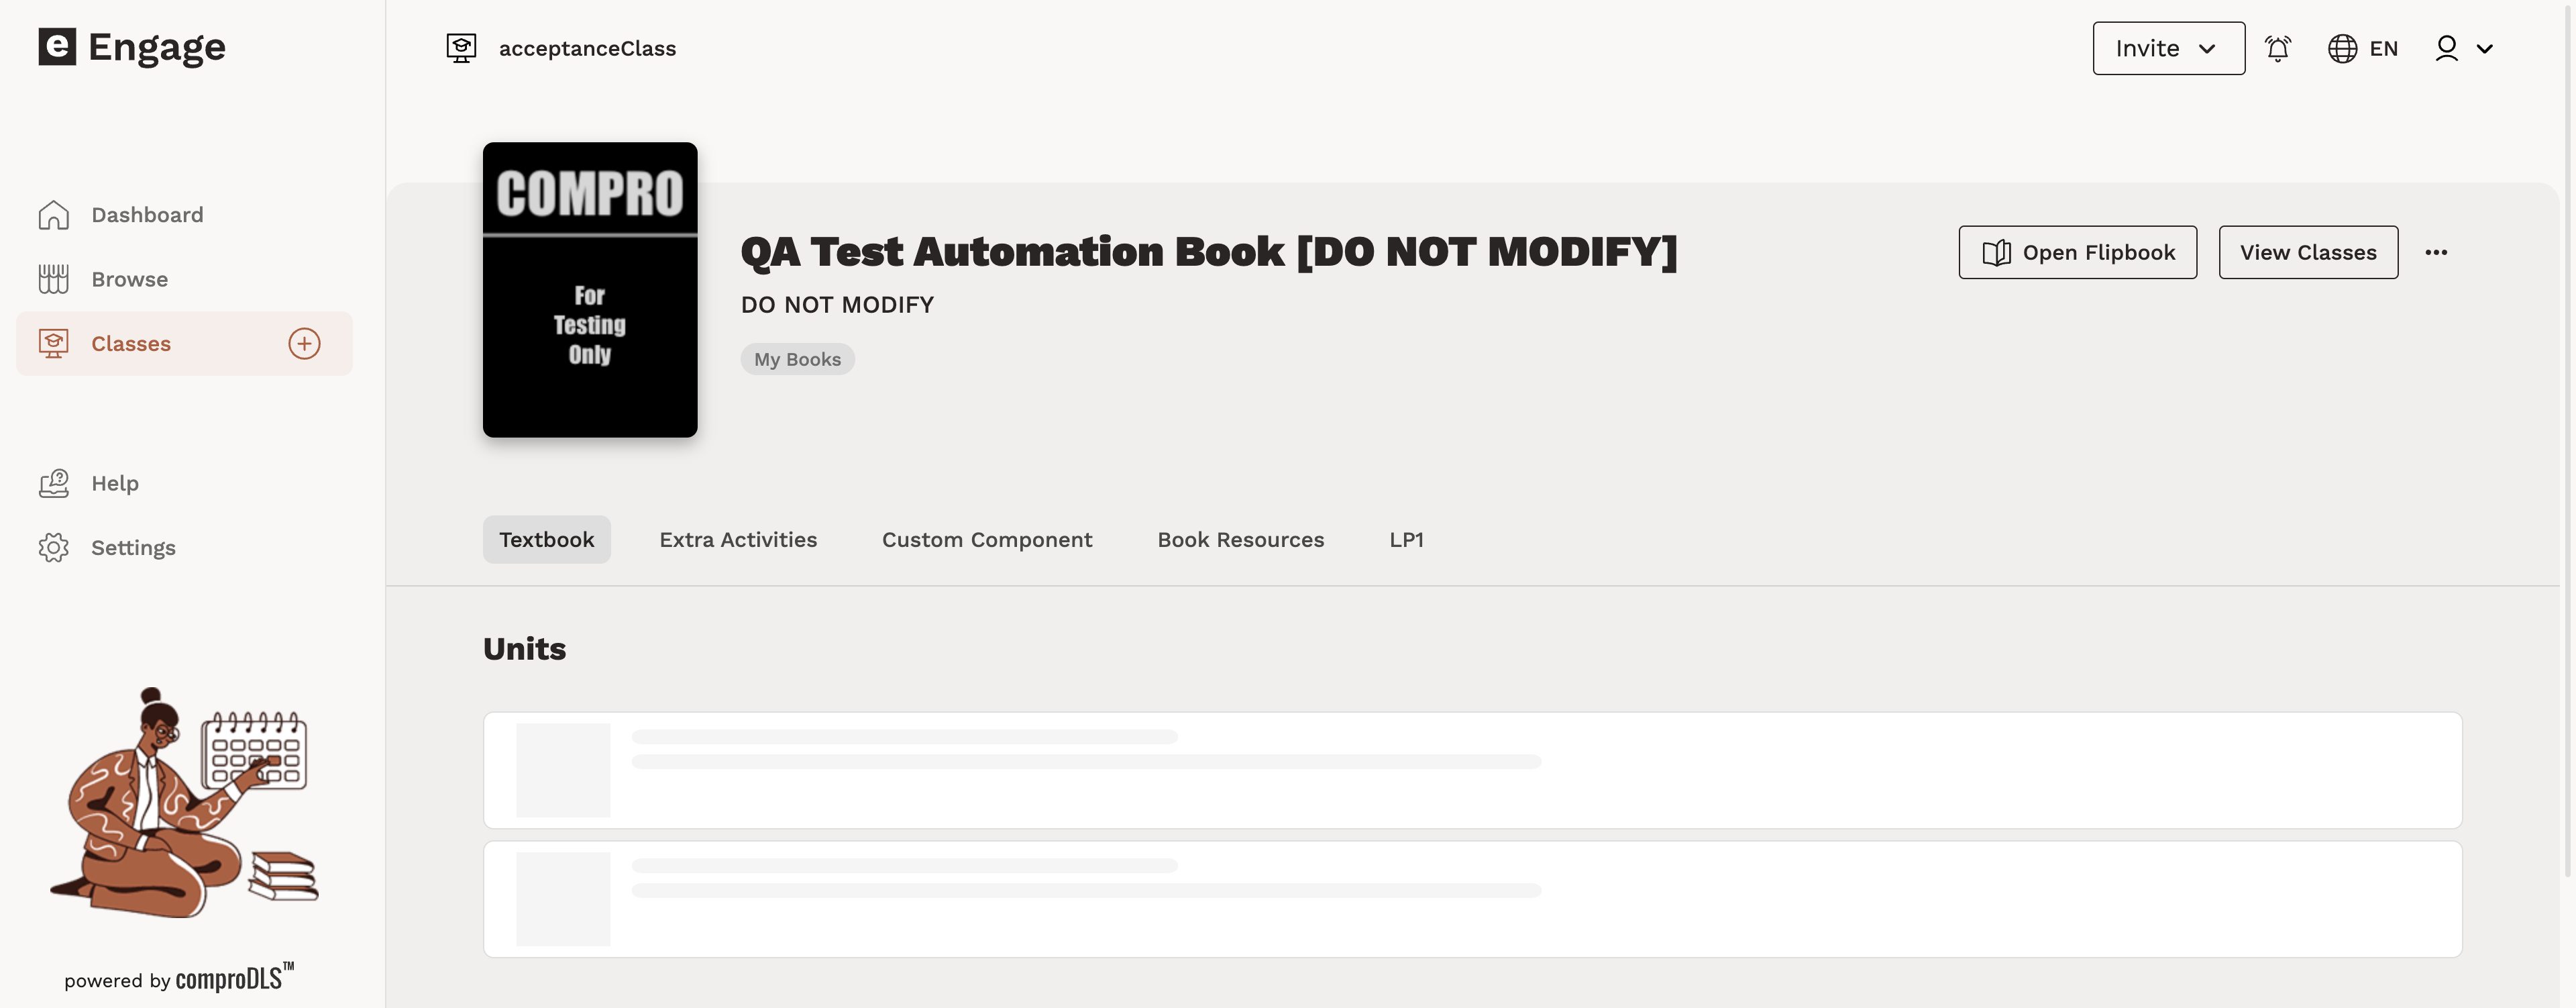 e Engage
acceptanceClass
Invite
EN
Dashboard
Browse
Classes
Help
Settings
powered by comproDLS™
COMPRO
For
Testing
Only
QA Test Automation Book [DO NOT MODIFY]
DO NOT MODIFY
My Books
Open Flipbook
View Classes
Textbook Extra Activities Custom Component Book Resources LP1
Units